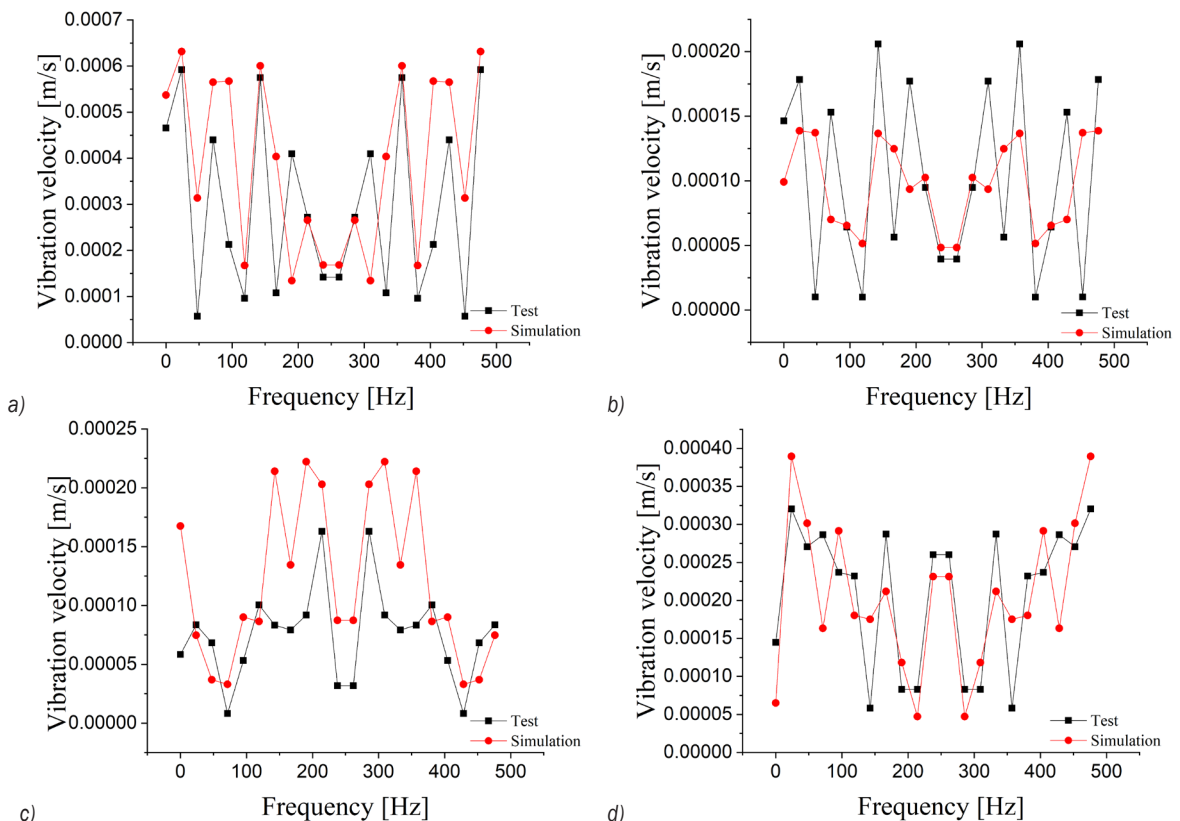 0.0007
0.0006
0.0005
0.0004
0.0003
0.0002
0.0001
0.0000
Vibration velocity [m/s]
Test
Simulation
0 100 200 300 400 500
Frequency [Hz]
a)
0.00020
0.00015
0.00010
0.00005
0.00000
Vibration velocity [m/s]
Test
Simulation
0 100 200 300 400 500
Frequency [Hz]
b)
0.00025
0.00020
0.00015
0.00010
0.00005
0.00000
Vibration velocity [m/s]
Test
Simulation
0 100 200 300 400 500
Frequency [Hz]
c)
0.00040
0.00035
0.00030
0.00025
0.00020
0.00015
0.00010
0.00005
0.00000
Vibration velocity [m/s]
Test
Simulation
0 100 200 300 400 500
Frequency [Hz]
d)